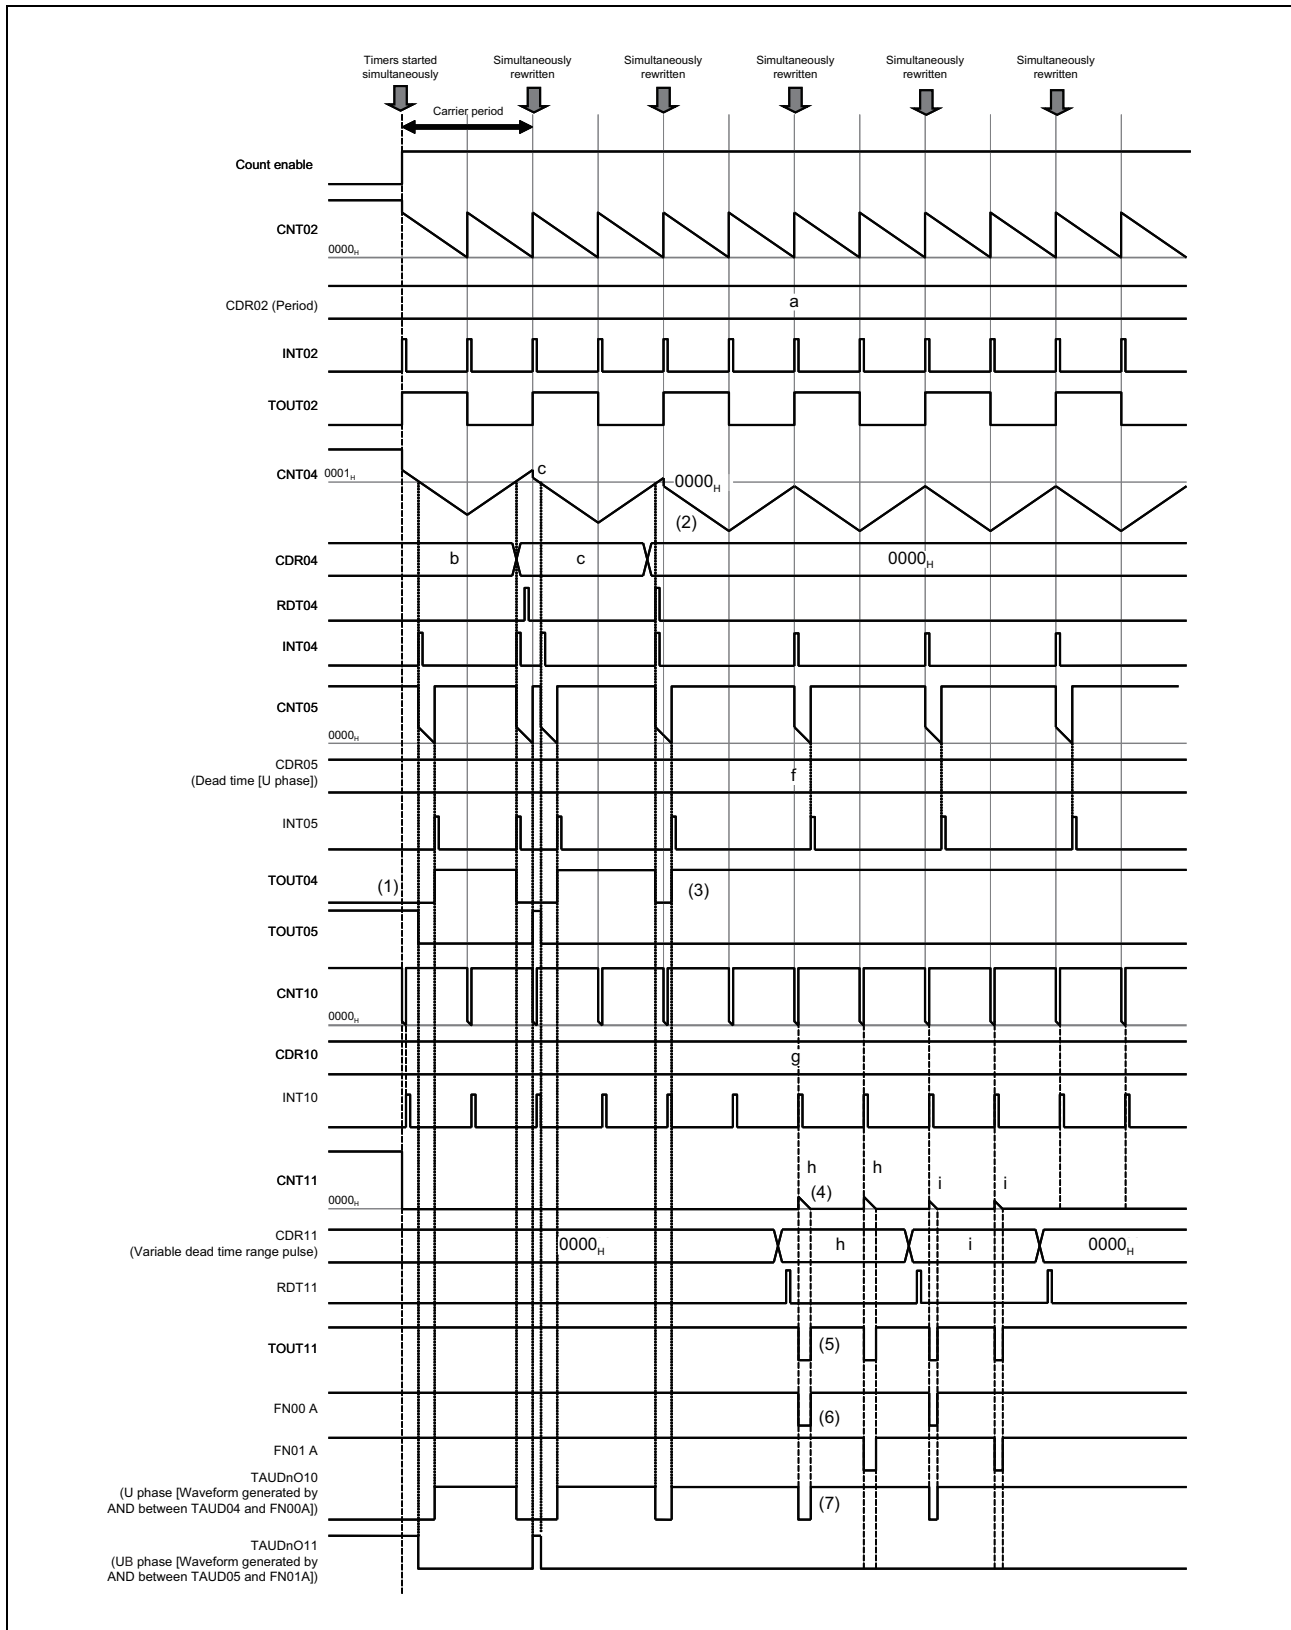 Timers started
simultaneously
Simultaneously
rewritten
Simultaneously
rewritten
Simultaneously
rewritten
Simultaneously
rewritten
Simultaneously
rewritten
Carrier period
Count enable
CNT02
0000H
CDR02 (Period)
a
INT02
TOUT02
CNT04
0001H
c
0000H
(2)
CDR04
b
c
0000H
RDT04
INT04
CNT05
0000H
CDR05
(Dead time [U phase])
f
INT05
TOUT04
(1)
(3)
TOUT05
CNT10
0000H
CDR10
g
INT10
CNT11
0000H
h
(4)
h
i
i
CDR11
(Variable dead time range pulse)
0000H
h
i
0000H
RDT11
TOUT11
(5)
FN00 A
(6)
FN01 A
TAUDnO10
(U phase [Waveform generated by
AND between TAUD04 and FN00A])
(7)
TAUDnO11
(UB phase [Waveform generated by
AND between TAUD05 and FN01A])